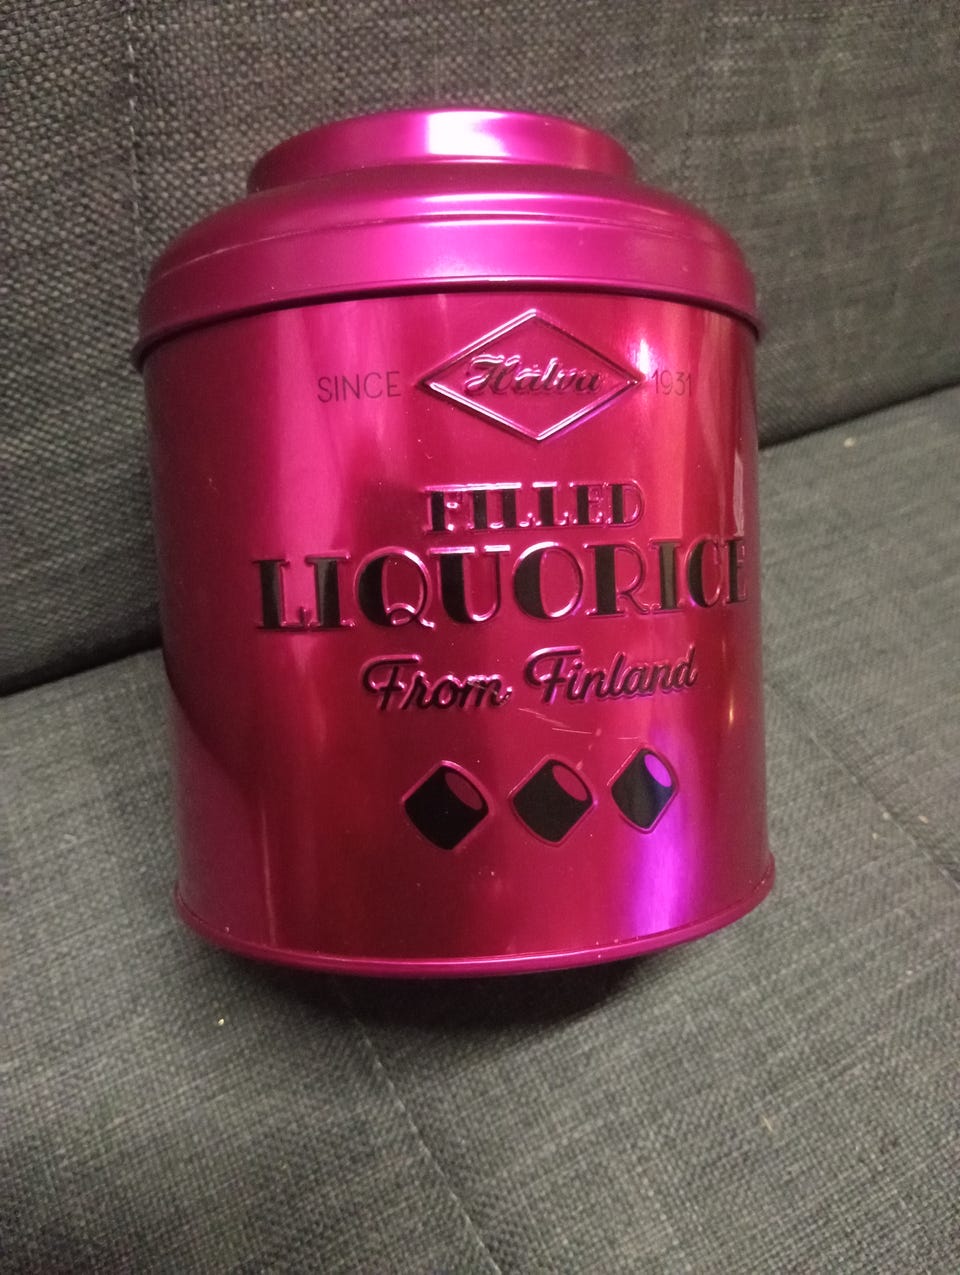 SINCE Halva 1931
FILLED
LIQUORICE
From Finland